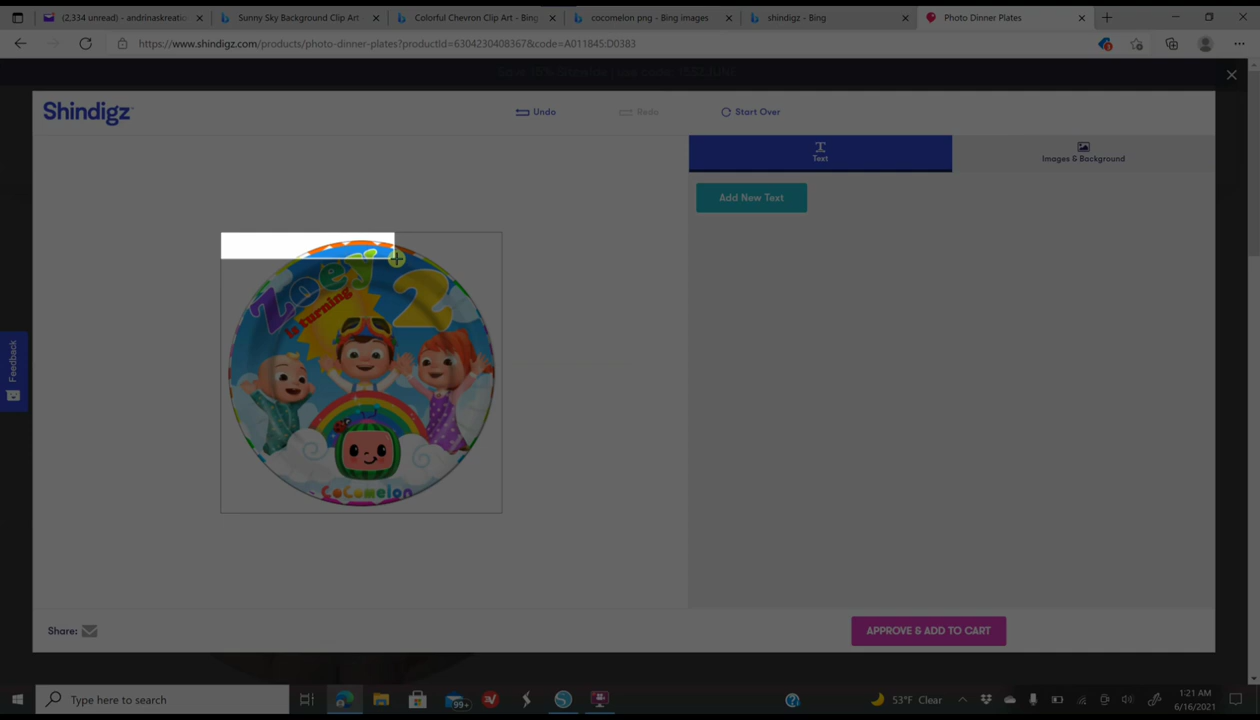 (2,334 unread) - andrinaskreatio
Sunny Sky Background Clip Art
Colorful Chevron Clip Art - Bing
cocomelon png - Bing images
shindigz - Bing
Photo Dinner Plates
https://www.shindigz.com/products/photo-dinner-plates?productId=6304230408367&code=A011845:D0383
Shindigz
Undo
Redo
Start Over
Text
Images & Background
Add New Text
Zoey
is turning
2
CoComelon
Feedback
Share:
APPROVE & ADD TO CART
Type here to search
99+
53°F Clear
1:21 AM
6/16/2021